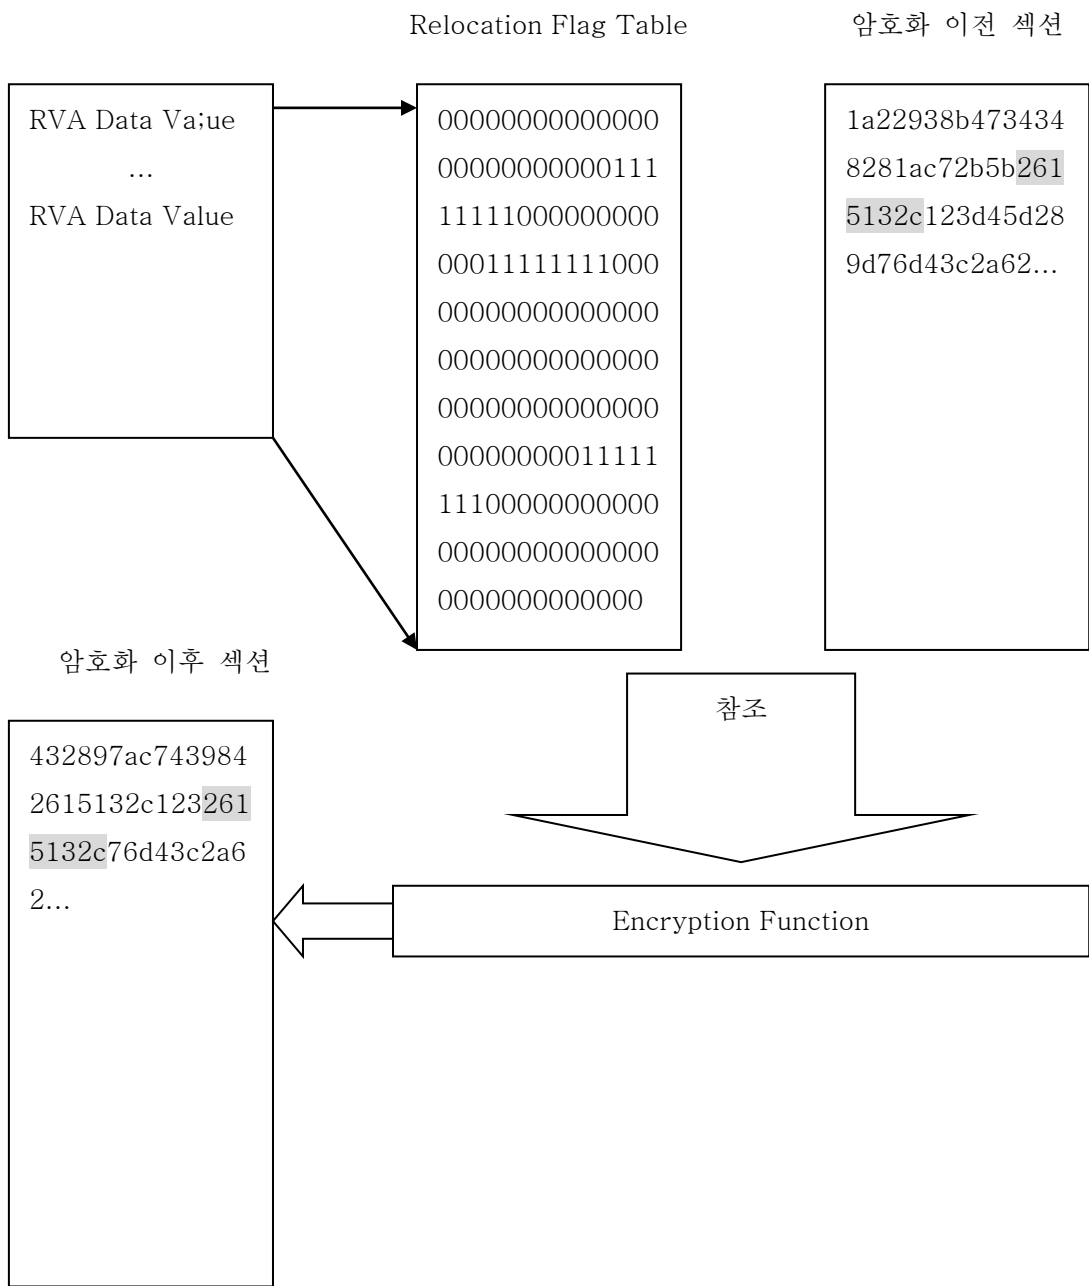 Relocation Flag Table
암호화 이전 섹션
RVA Data Va;ue
...
RVA Data Value
00000000000000
00000000000111
11111000000000
00011111111000
00000000000000
00000000000000
00000000000000
00000000011111
11100000000000
00000000000000
0000000000000
1a22938b473434
8281ac72b5b261
5132c123d45d28
9d76d43c2a62...
암호화 이후 섹션
참조
432897ac743984
2615132c123261
5132c76d43c2a6
2...
Encryption Function